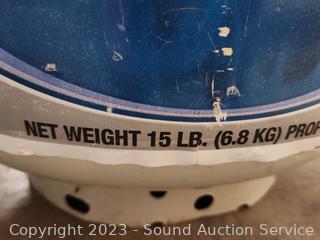 NET WEIGHT 15 LB. (6.8 KG) PROP
Copyright 2023 - Sound Auction Service